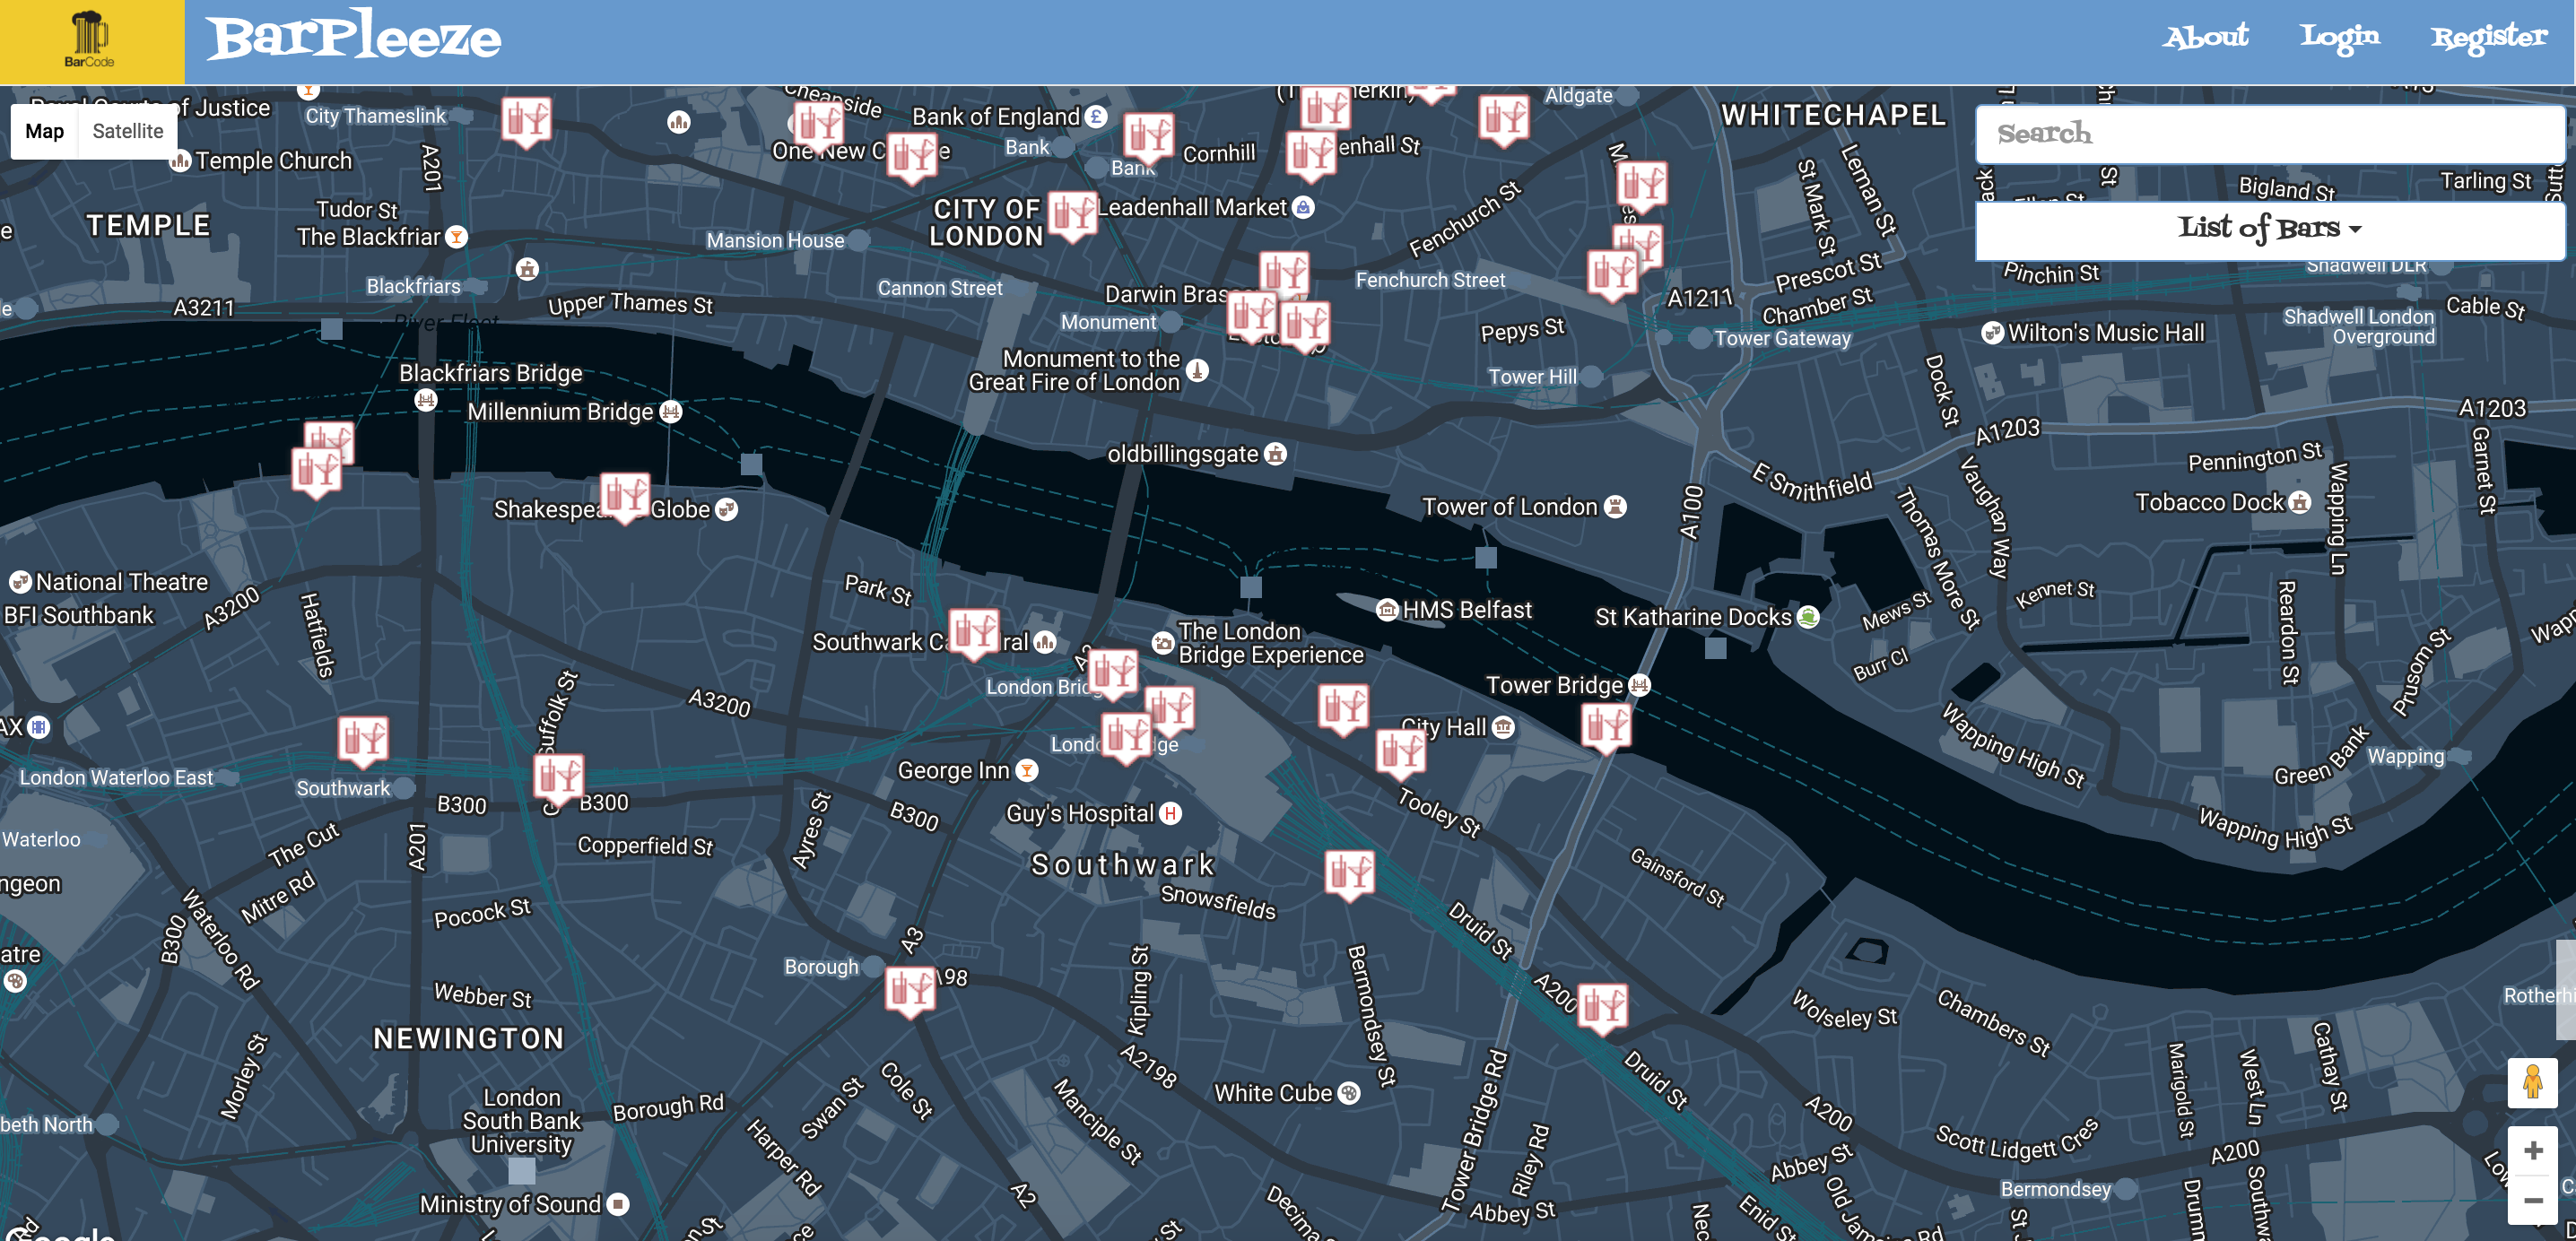 BarCode
BarPleeze
About
Login
Register
Map
Satellite
Search
List of Bars
of Justice
City Thameslink
Cheapside
Bank of England
Aldgate
WHITECHAPEL
Temple Church
A201
One New
Bank
Cornhill
Bank
enhall St
Leman St
St Mark St
Bigland St
Tarling St
TEMPLE
Tudor St
The Blackfriar
CITY OF
LONDON
Leadenhall Market
Fenchurch St
Mansion House
Blackfriars
Cannon Street
Fenchurch Street
Prescot St
Pinchin St
Shadwell DLR
A3211
Upper Thames St
Darwin
A1211
Chamber St
Cable St
River Fleet
Monument
Pepys St
Tower Gateway
Wilton's Music Hall
Shadwell London
Overground
Monument to the
Great Fire of London
Tower Hill
Dock St
Blackfriars Bridge
Millennium Bridge
A1203
A1203
oldbillingsgate
E Smithfield
Pennington St
Garnet St
Shakespea
Globe
Tower of London
A100
Thomas More St
Vaughan Way
Tobacco Dock
Wapping Ln
National Theatre
BFI Southbank
A3200
Hatfields
Park St
HMS Belfast
St Katharine Docks
Mews St
Kennet St
Reardon St
Southwark
The London
Bridge Experience
Burr Cl
Prusom St
London
Tower Bridge
A3200
City Hall
Wapping High St
Green Bank
Wapping
London Waterloo East
Southwark
B300
B300
George Inn
B300
Guy's Hospital
Tooley St
Wapping High St
Waterloo
The Cut
A201
Copperfield St
Ayres St
Southwark
Gainsford St
Mitre Rd
Waterloo Rd
B300
Pocock St
Snowsfields
Druid St
A3
Borough
Kipling St
Bermondsey St
A200
Webber St
Wolseley St
Chambers St
NEWINGTON
Morley St
London
South Bank
University
Borough Rd
Swan St
Cole St
A2198
Manciple St
White Cube
Tower Bridge Rd
Druid St
A200
Marigold St
West Ln
Cathay St
Harper Rd
Riley Rd
Abbey St
Scott Lidgett Cres
A200
Ministry of Sound
A2
Abbey St
Enid St
Bermondsey
Google